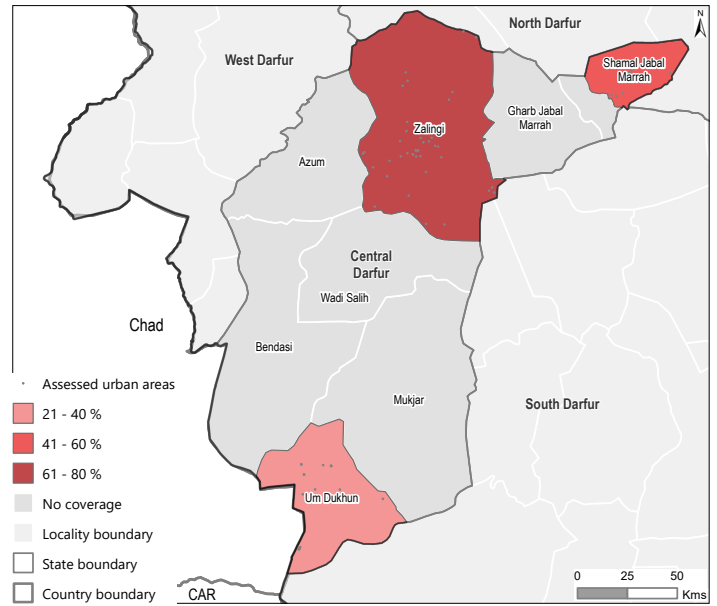 North Darfur
N
West Darfur
Shamal Jabal
Marrah
Gharb Jabal
Marrah
Zalingi
Azum
Central
Darfur
Wadi Salih
Chad
Bendasi
Mukjar
South Darfur
Um Dukhun
Assessed urban areas
21 - 40 %
41 - 60 %
61 - 80 %
No coverage
Locality boundary
State boundary
Country boundary
CAR
0 25 50
Kms